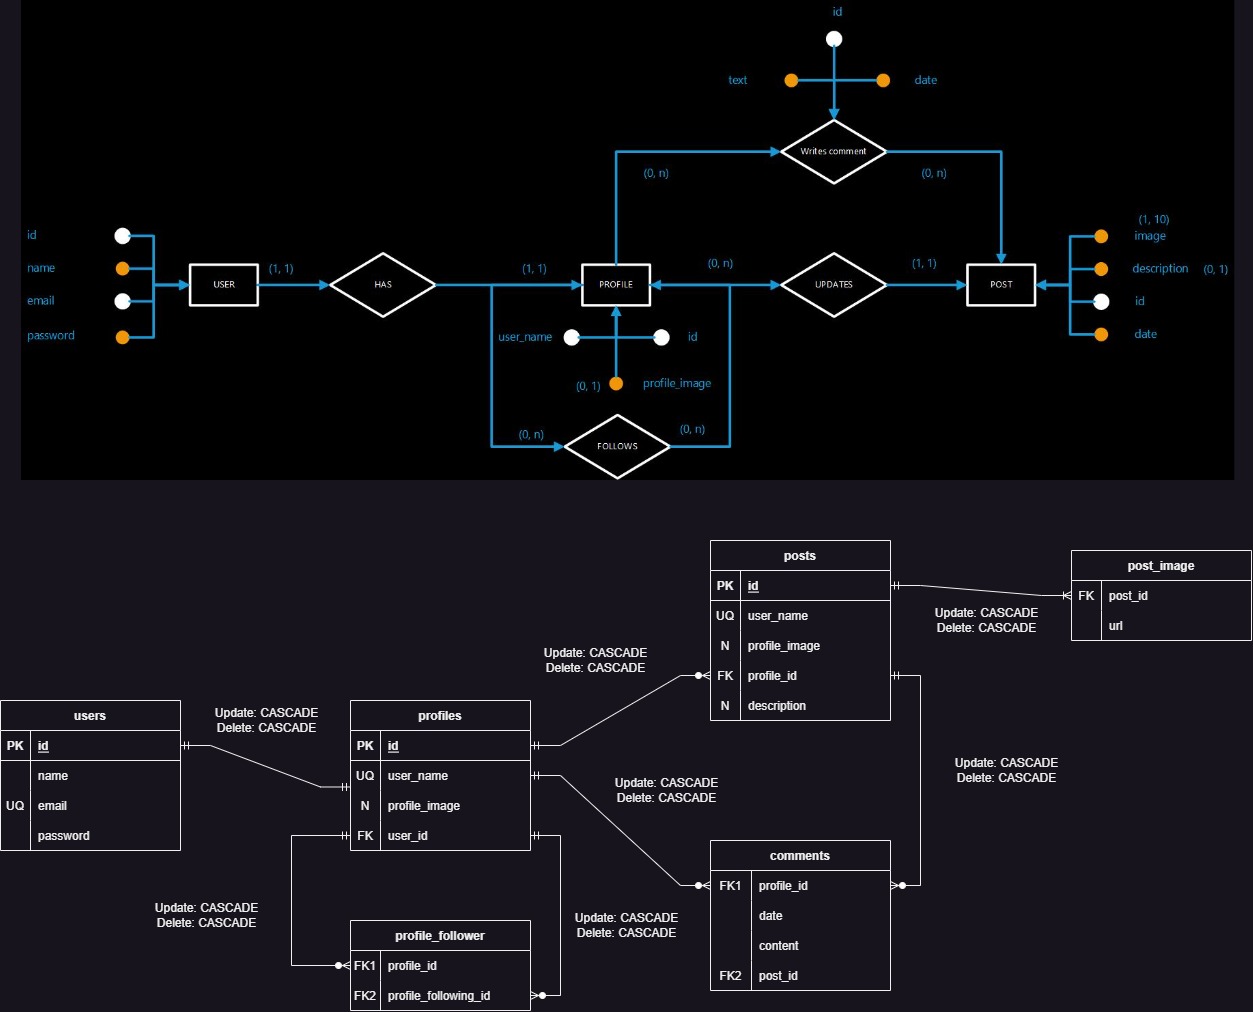 id
text
date
Writes comment
(0, n)
(0, n)
id
name
email
password
USER
(1, 1)
HAS
(1, 1)
PROFILE
(0, n)
UPDATES
(1, 1)
POST
(1, 10)
image
description (0, 1)
id
date
user_name
id
(0, 1)
profile_image
(0, n)
FOLLOWS
(0, n)
posts
PK id
UQ user_name
N profile_image
FK profile_id
N description
post_image
FK post_id
url
Update: CASCADE
Delete: CASCADE
Update: CASCADE
Delete: CASCADE
users
PK id
name
UQ email
password
Update: CASCADE
Delete: CASCADE
profiles
PK id
UQ user_name
N profile_image
FK user_id
Update: CASCADE
Delete: CASCADE
Update: CASCADE
Delete: CASCADE
comments
FK1 profile_id
date
content
FK2 post_id
Update: CASCADE
Delete: CASCADE
Update: CASCADE
Delete: CASCADE
profile_follower
FK1 profile_id
FK2 profile_following_id